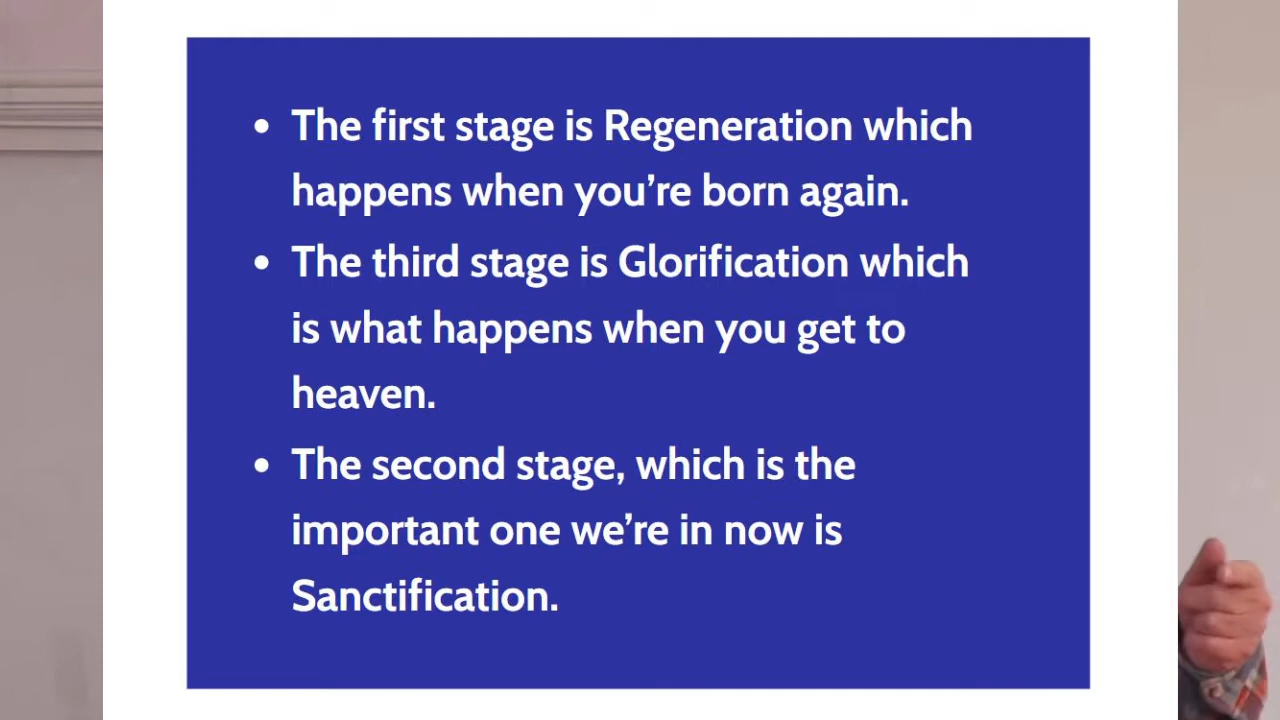 • The first stage is Regeneration which
happens when you’re born again.
• The third stage is Glorification which
is what happens when you get to
heaven.
• The second stage, which is the
important one we’re in now is
Sanctification.